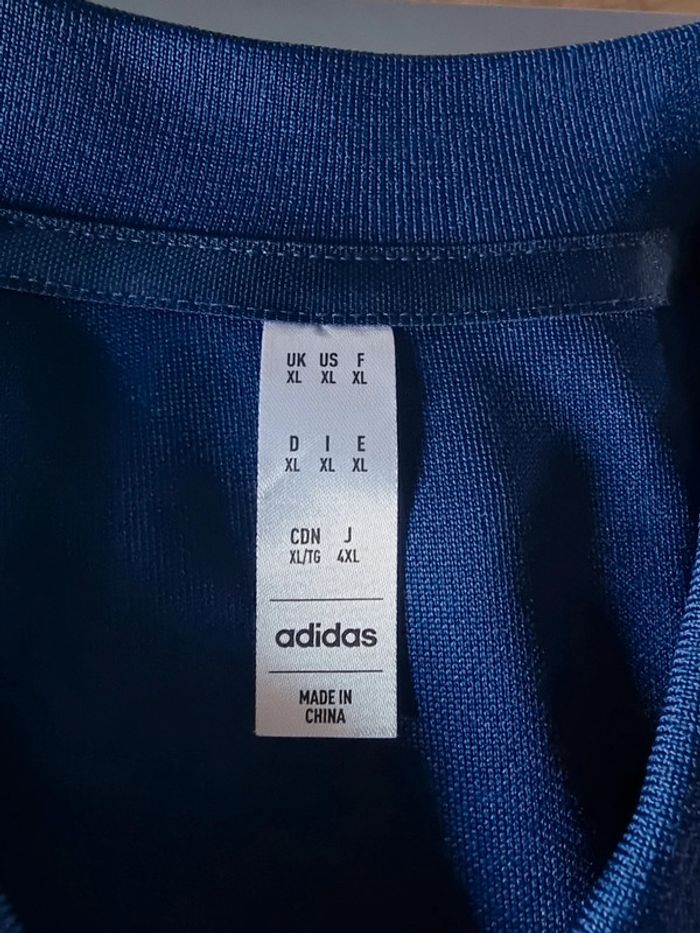 UK US F
XL XL XL
D I E
XL XL XL
CDN J
XL/TG 4XL
adidas
MADE IN
CHINA